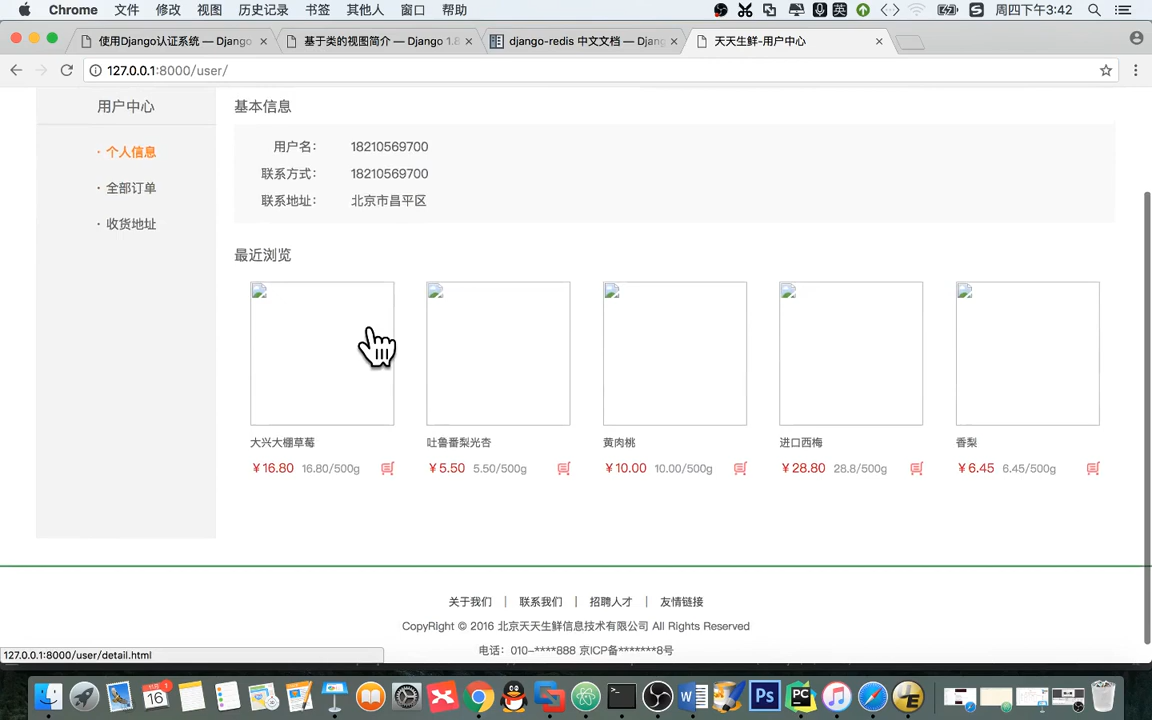 Chrome 文件 修改 视图 历史记录 书签 其他人 窗口 帮助 英 周四下午3:42
使用Django认证系统 — Django 基于类的视图简介 — Django 1.8 django-redis 中文文档 — Djan 天天生鲜-用户中心
127.0.0.1:8000/user/
用户中心
· 个人信息
· 全部订单
· 收货地址
基本信息
用户名： 18210569700
联系方式： 18210569700
联系地址： 北京市昌平区
最近浏览
大兴大棚草莓 吐鲁番梨光杏 黄肉桃 进口西梅 香梨
￥16.80 16.80/500g ￥5.50 5.50/500g ￥10.00 10.00/500g ￥28.80 28.8/500g ￥6.45 6.45/500g
关于我们 | 联系我们 | 招聘人才 | 友情链接
CopyRight © 2016 北京天天生鲜信息技术有限公司 All Rights Reserved
电话：010-****888 京ICP备*******8号
127.0.0.1:8000/user/detail.html
16 1 W Ps PC